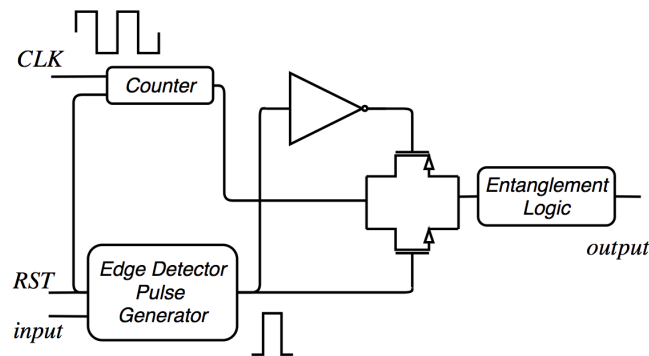 CLK
Counter
Entanglement
Logic
output
RST
input
Edge Detector
Pulse
Generator